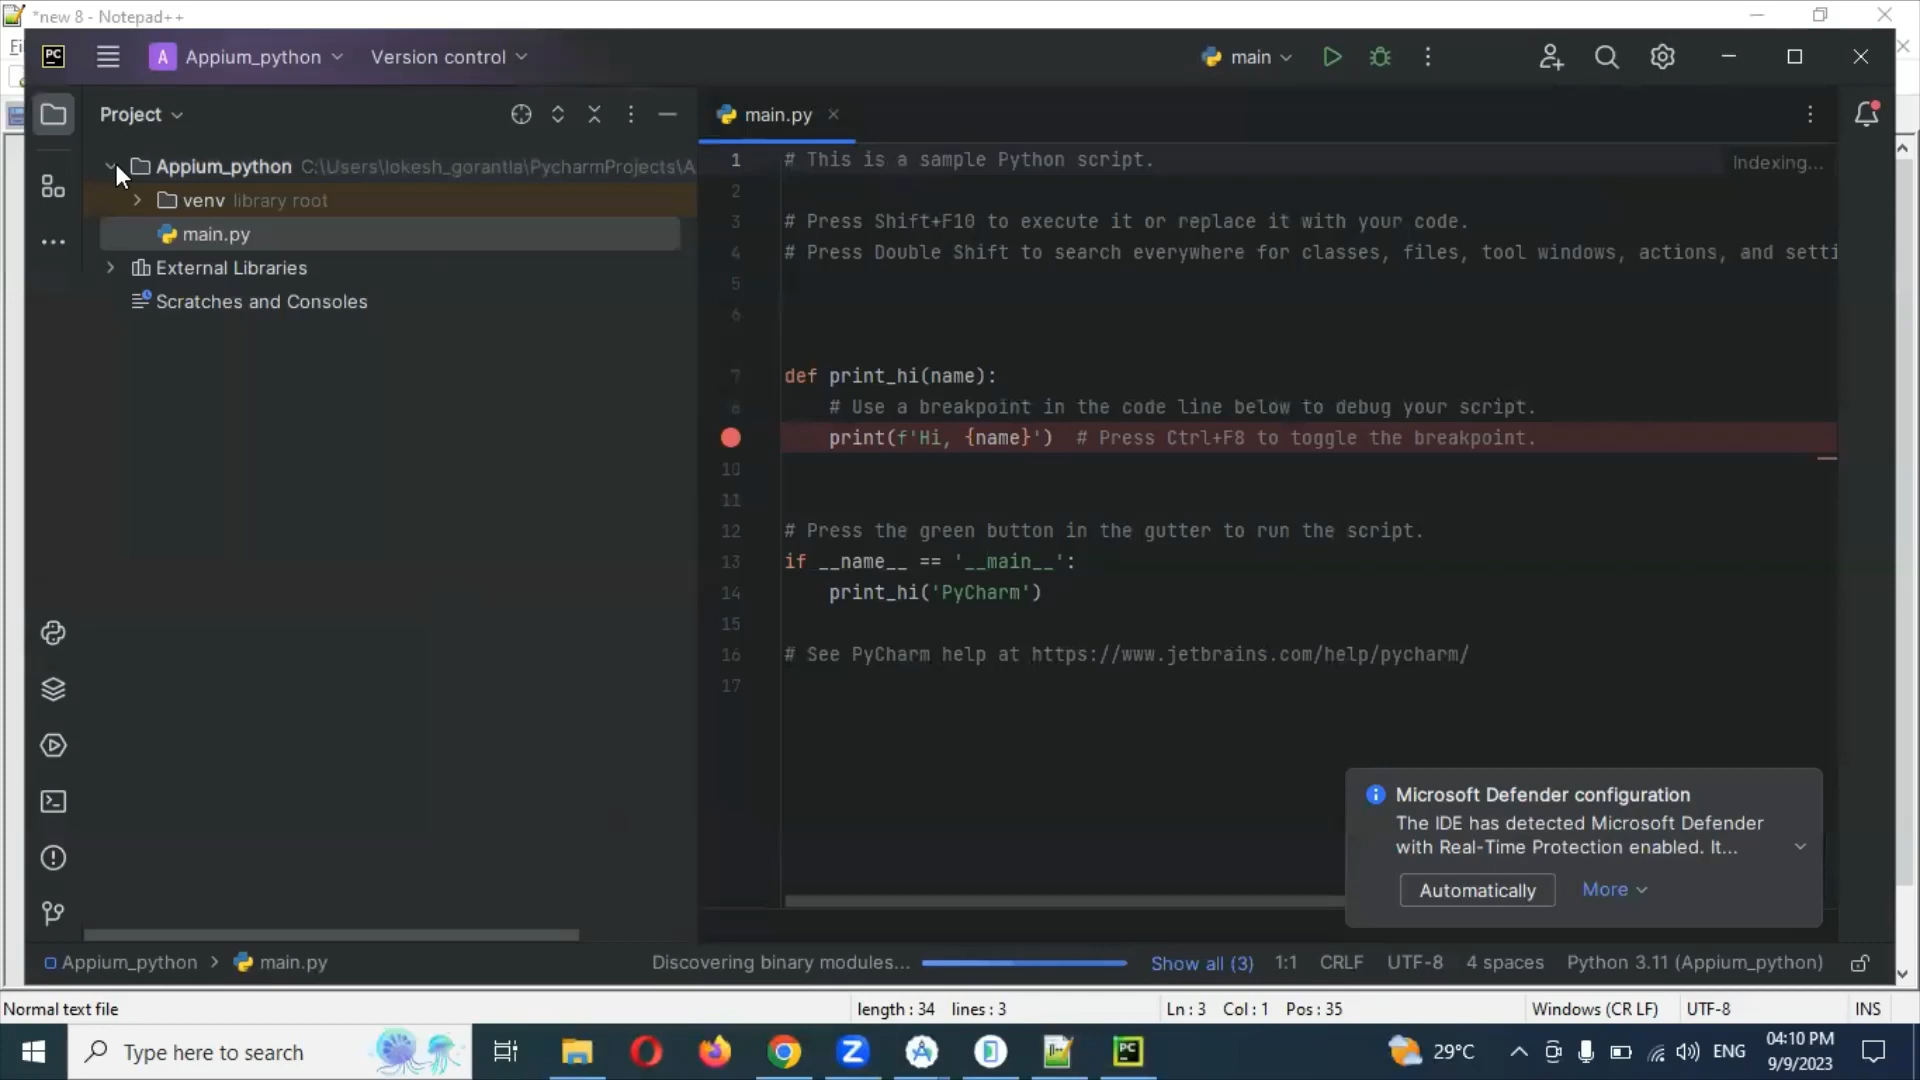 *new 8 - Notepad++
Fi
PC
A Appium_python
Version control
main
Project
main.py
Appium_python C:\Users\lokesh_gorantla\PycharmProjects\A
venv library root
main.py
External Libraries
Scratches and Consoles
Indexing...
1 # This is a sample Python script.
2
3 # Press Shift+F10 to execute it or replace it with your code.
4 # Press Double Shift to search everywhere for classes, files, tool windows, actions, and setti
5
6
7 def print_hi(name):
8 # Use a breakpoint in the code line below to debug your script.
print(f'Hi, {name}') # Press Ctrl+F8 to toggle the breakpoint.
10
11
12 # Press the green button in the gutter to run the script.
13 if __name__ == '__main__':
14 print_hi('PyCharm')
15
16 # See PyCharm help at https://www.jetbrains.com/help/pycharm/
17
Microsoft Defender configuration
The IDE has detected Microsoft Defender
with Real-Time Protection enabled. It...
Automatically
More
Appium_python > main.py
Discovering binary modules...
Show all (3)
1:1 CRLF UTF-8 4 spaces Python 3.11 (Appium_python)
Normal text file
length : 34 lines : 3
Ln : 3 Col : 1 Pos : 35
Windows (CR LF) UTF-8 INS
Type here to search
Z
PC
29°C
ENG
04:10 PM
9/9/2023